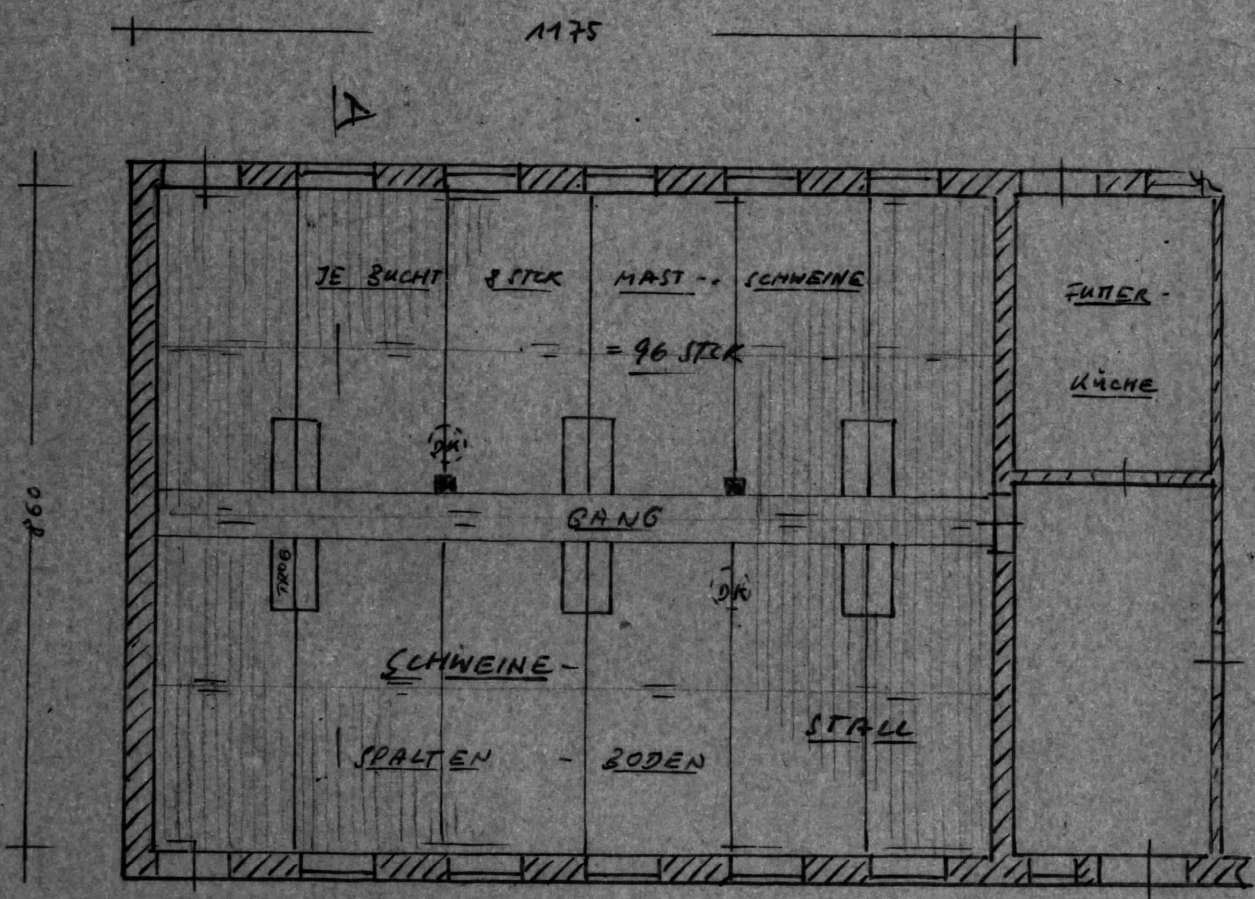 1175
A
JE BUCHT 8 STCK MAST-- SCHWEINE
= 96 STCK
FUTTER-
KÜCHE
DK
860
GANG
TROG
DK
SCHWEINE-
STALL
SPALTEN - BODEN